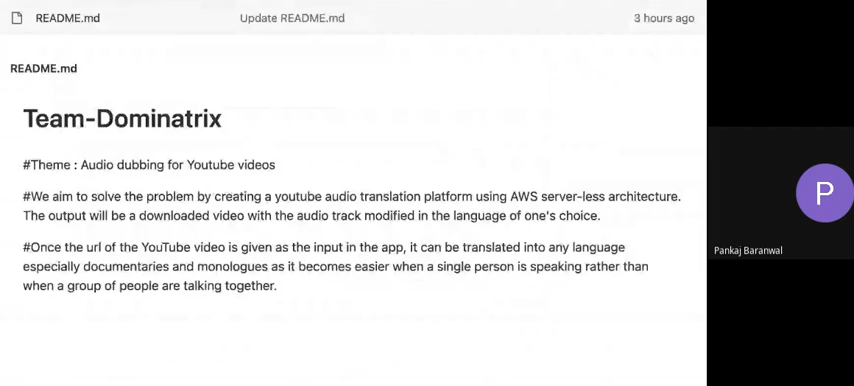 README.md Update README.md 3 hours ago
README.md
Team-Dominatrix
#Theme : Audio dubbing for Youtube videos
#We aim to solve the problem by creating a youtube audio translation platform using AWS server-less architecture.
The output will be a downloaded video with the audio track modified in the language of one's choice.
#Once the url of the YouTube video is given as the input in the app, it can be translated into any language
especially documentaries and monologues as it becomes easier when a single person is speaking rather than
when a group of people are talking together.
P
Pankaj Baranwal